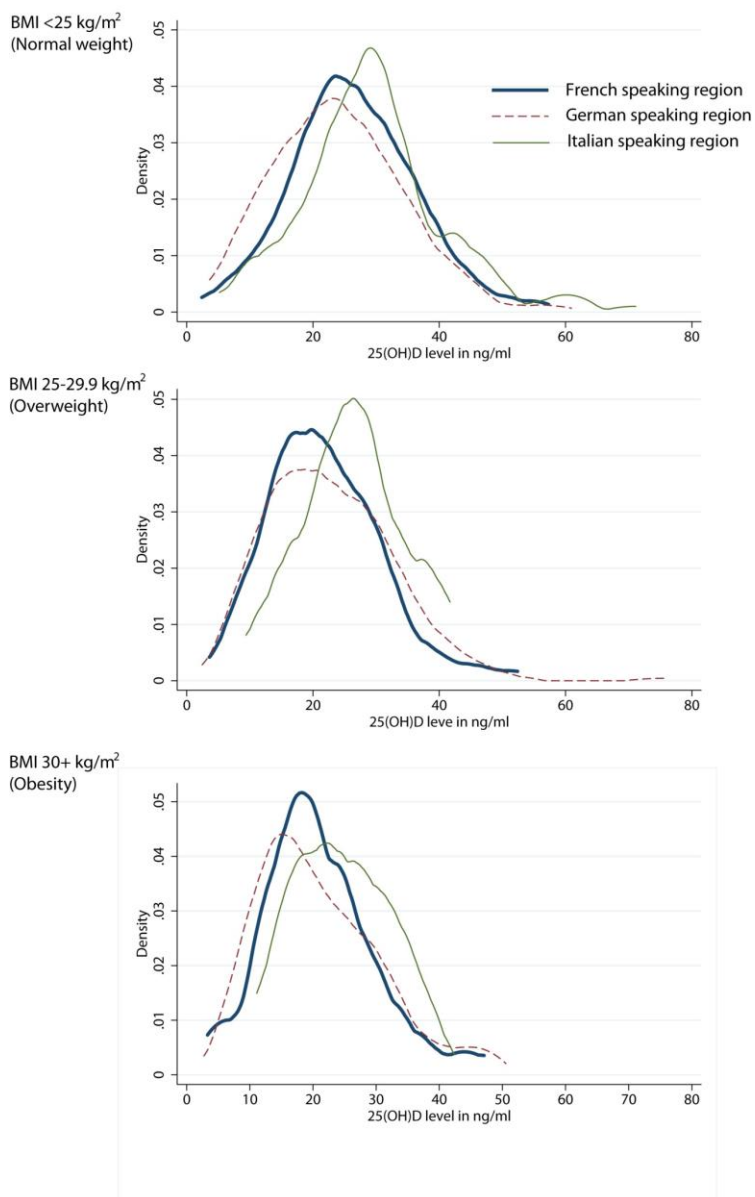 BMI <25 kg/m²
(Normal weight)
.05
.04
.03
.02
.01
0
Density
French speaking region
German speaking region
Italian speaking region
0 20 40 60 80
25(OH)D level in ng/ml
BMI 25-29.9 kg/m²
(Overweight)
.05
.04
.03
.02
.01
0
Density
0 20 40 60 80
25(OH)D leve in ng/ml
BMI 30+ kg/m²
(Obesity)
.05
.04
.03
.02
.01
0
Density
0 10 20 30 40 50 60 70 80
25(OH)D level in ng/ml